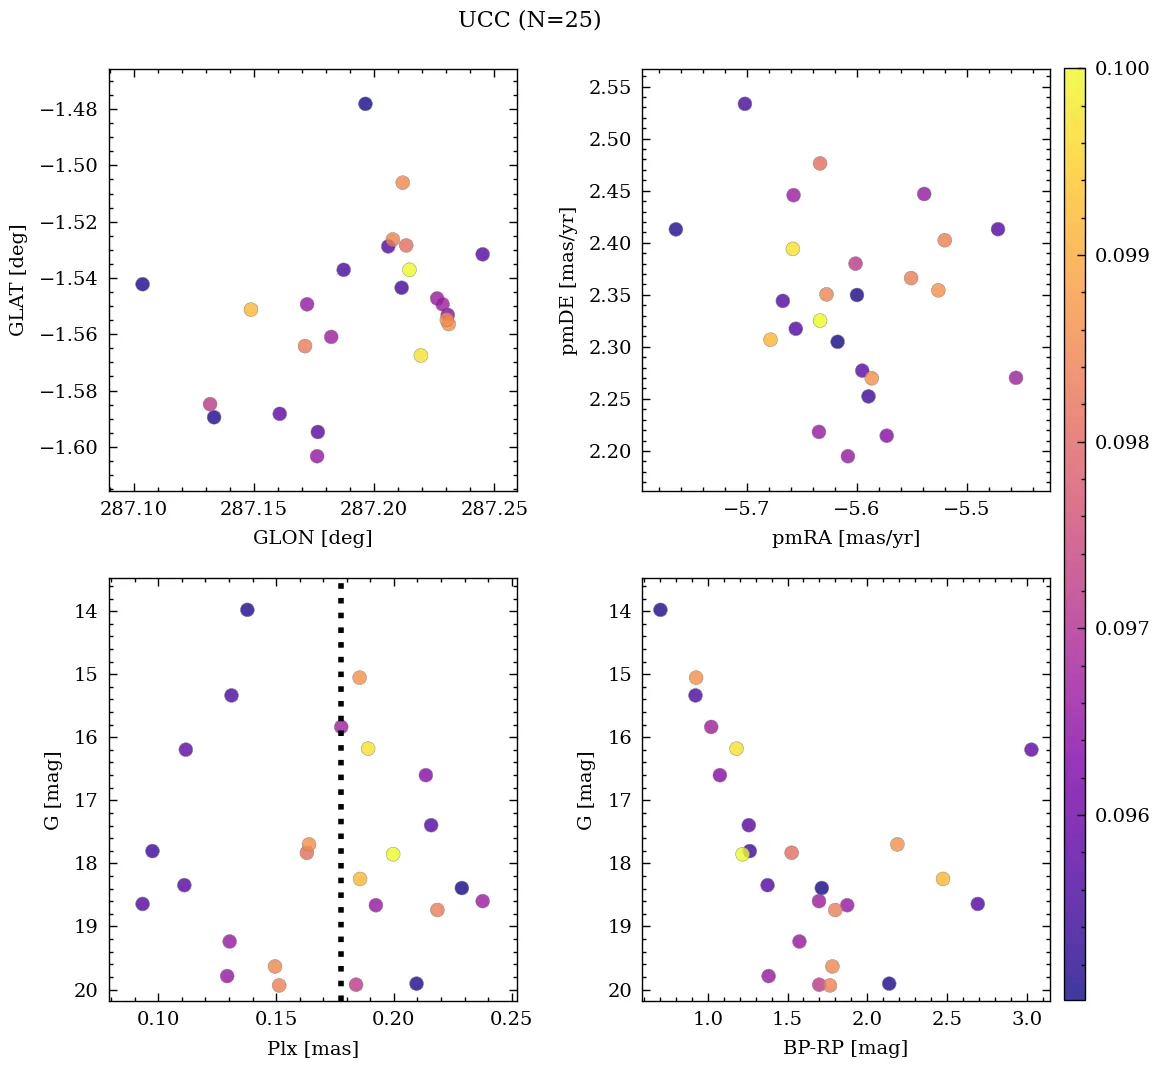 UCC (N=25)
−1.48
−1.50
−1.52
−1.54
−1.56
−1.58
−1.60
GLAT [deg]
287.10 287.15 287.20 287.25
GLON [deg]
2.55
2.50
2.45
2.40
2.35
2.30
2.25
2.20
pmDE [mas/yr]
−5.7 −5.6 −5.5
pmRA [mas/yr]
14
15
16
17
18
19
20
G [mag]
0.10 0.15 0.20 0.25
Plx [mas]
14
15
16
17
18
19
20
G [mag]
1.0 1.5 2.0 2.5 3.0
BP-RP [mag]
0.100
0.099
0.098
0.097
0.096